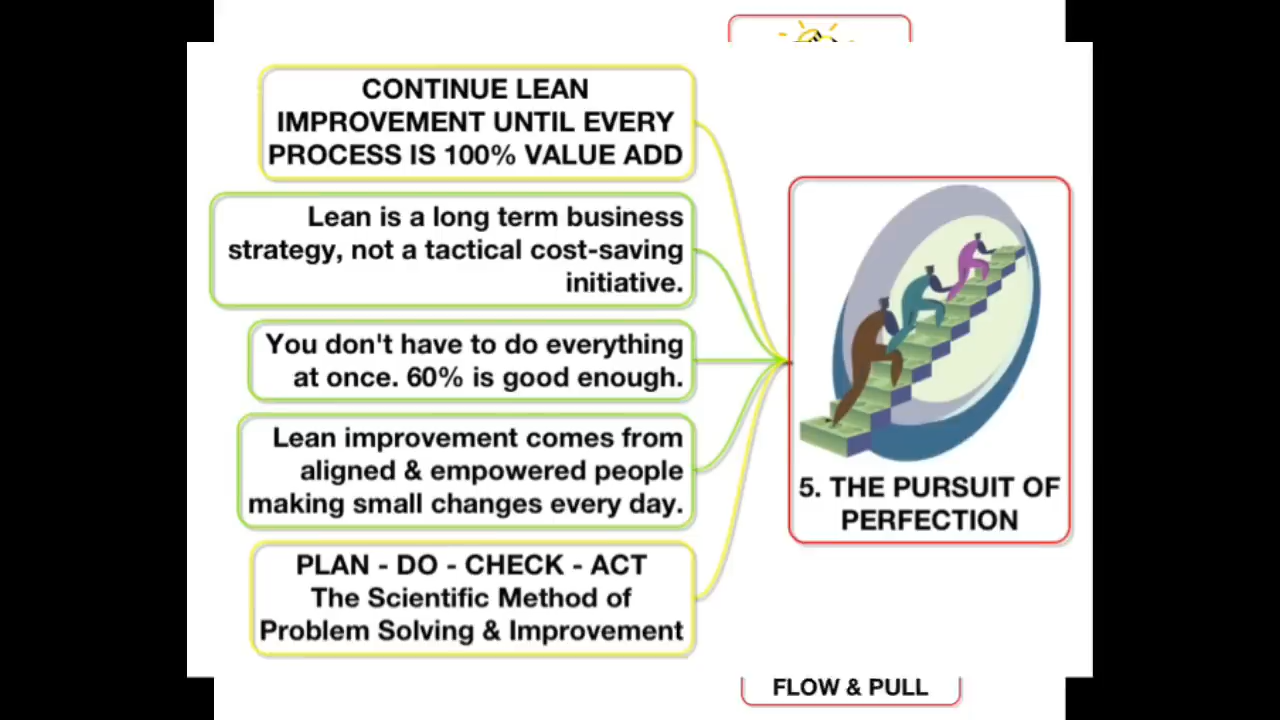 CONTINUE LEAN
IMPROVEMENT UNTIL EVERY
PROCESS IS 100% VALUE ADD
Lean is a long term business
strategy, not a tactical cost-saving
initiative.
You don't have to do everything
at once. 60% is good enough.
Lean improvement comes from
aligned & empowered people
making small changes every day.
PLAN - DO - CHECK - ACT
The Scientific Method of
Problem Solving & Improvement
5. THE PURSUIT OF
PERFECTION
FLOW & PULL